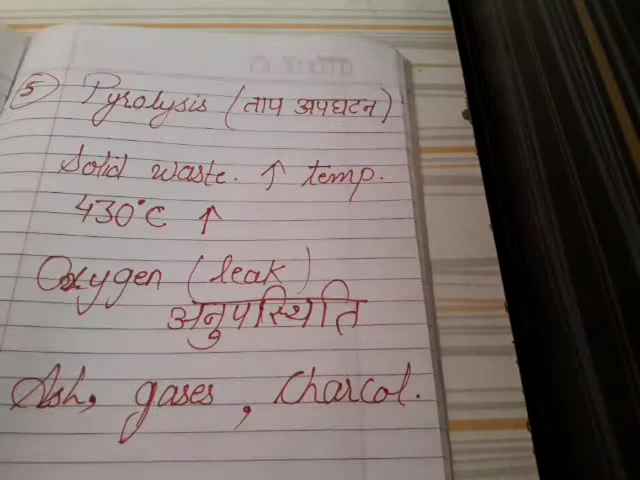 5 Pyrolysis (ताप अपघटन)
Solid waste. ↑ temp.
430°C ↑
Oxygen (leak)
अनुपस्थिति
Ash, gases, Charcol.